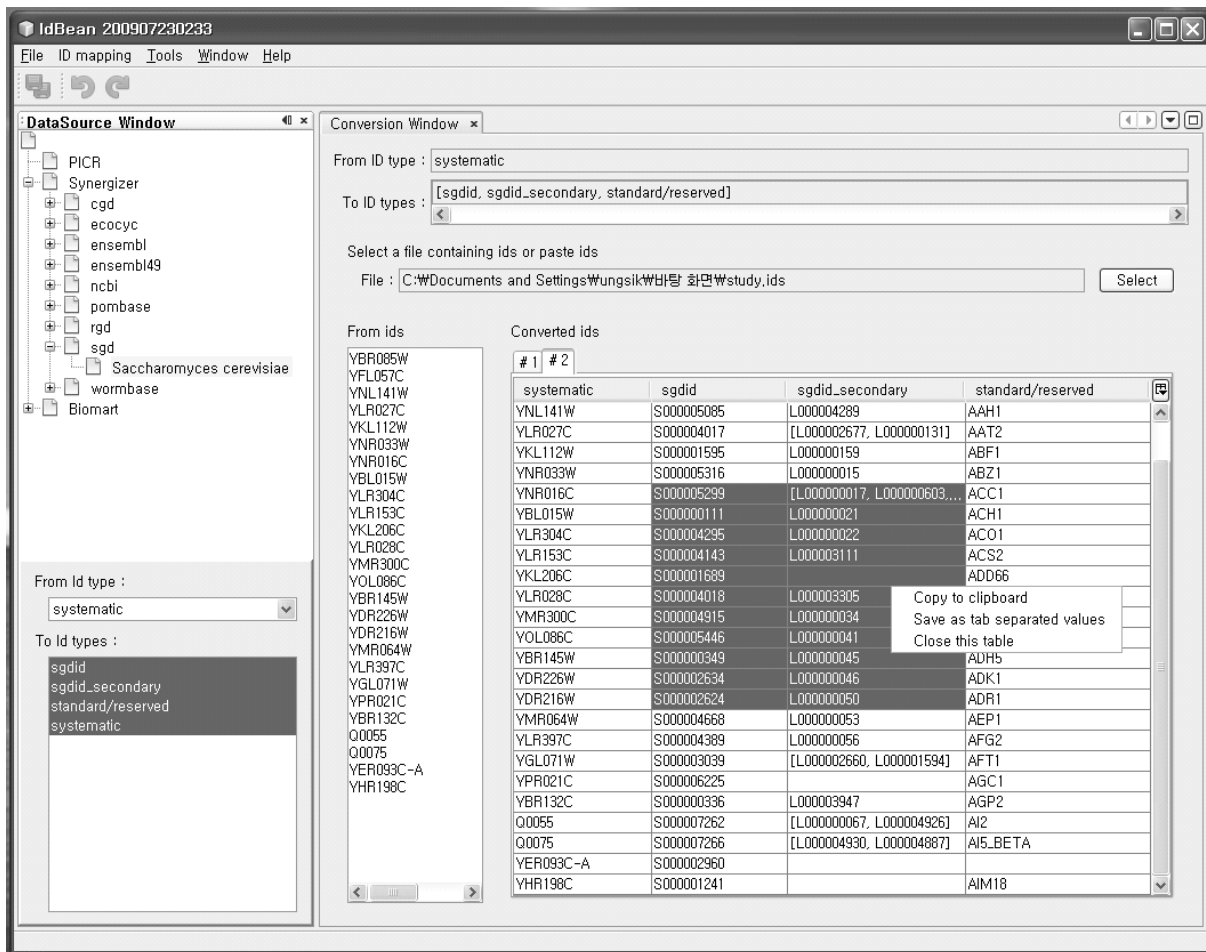 IdBean 200907230233
File ID mapping Tools Window Help
DataSource Window
PICR
Synergizer
cgd
ecocyc
ensembl
ensembl49
ncbi
pombase
rgd
sgd
Saccharomyces cerevisiae
wormbase
Biomart
From Id type :
systematic
To Id types :
sgdid
sgdid_secondary
standard/reserved
systematic
Conversion Window
From ID type : systematic
To ID types : [sgdid, sgdid_secondary, standard/reserved]
Select a file containing ids or paste ids
File : C:₩Documents and Settings₩ungsik₩바탕 화면₩study.ids Select
From ids
YBR085W
YFL057C
YNL141W
YLR027C
YKL112W
YNR033W
YNR016C
YBL015W
YLR304C
YLR153C
YKL206C
YLR028C
YMR300C
YOL086C
YBR145W
YDR226W
YDR216W
YMR064W
YLR397C
YGL071W
YPR021C
YBR132C
Q0055
Q0075
YER093C-A
YHR198C
Converted ids
# 1 # 2
systematic sgdid sgdid_secondary standard/reserved
YNL141W S000005085 L000004289 AAH1
YLR027C S000004017 [L000002677, L000000131] AAT2
YKL112W S000001595 L000000159 ABF1
YNR033W S000005316 L000000015 ABZ1
YNR016C S000005299 [L000000017, L000000603,... ACC1
YBL015W S000000111 L000000021 ACH1
YLR304C S000004295 L000000022 ACO1
YLR153C S000004143 L000003111 ACS2
YKL206C S000001689 ADD66
YLR028C S000004018 L000003305
YMR300C S000004915 L000000034
YOL086C S000005446 L000000041
YBR145W S000000349 L000000045 ADH5
YDR226W S000002634 L000000046 ADK1
YDR216W S000002624 L000000050 ADR1
YMR064W S000004668 L000000053 AEP1
YLR397C S000004389 L000000056 AFG2
YGL071W S000003039 [L000002660, L000001594] AFT1
YPR021C S000006225 AGC1
YBR132C S000000336 L000003947 AGP2
Q0055 S000007262 [L000000067, L000004926] AI2
Q0075 S000007266 [L000004930, L000004887] AI5_BETA
YER093C-A S000002960
YHR198C S000001241 AIM18
Copy to clipboard
Save as tab separated values
Close this table